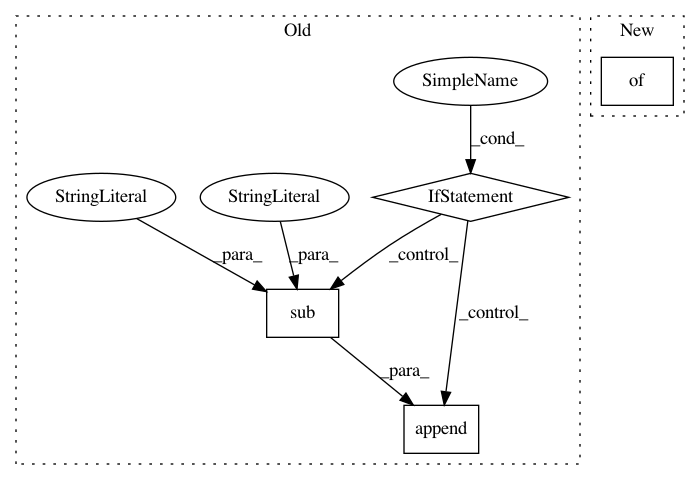 Old
New
SimpleName
of
_cond_
StringLiteral
StringLiteral
IfStatement
_para_
_para_
_control_
sub
_control_
_para_
append